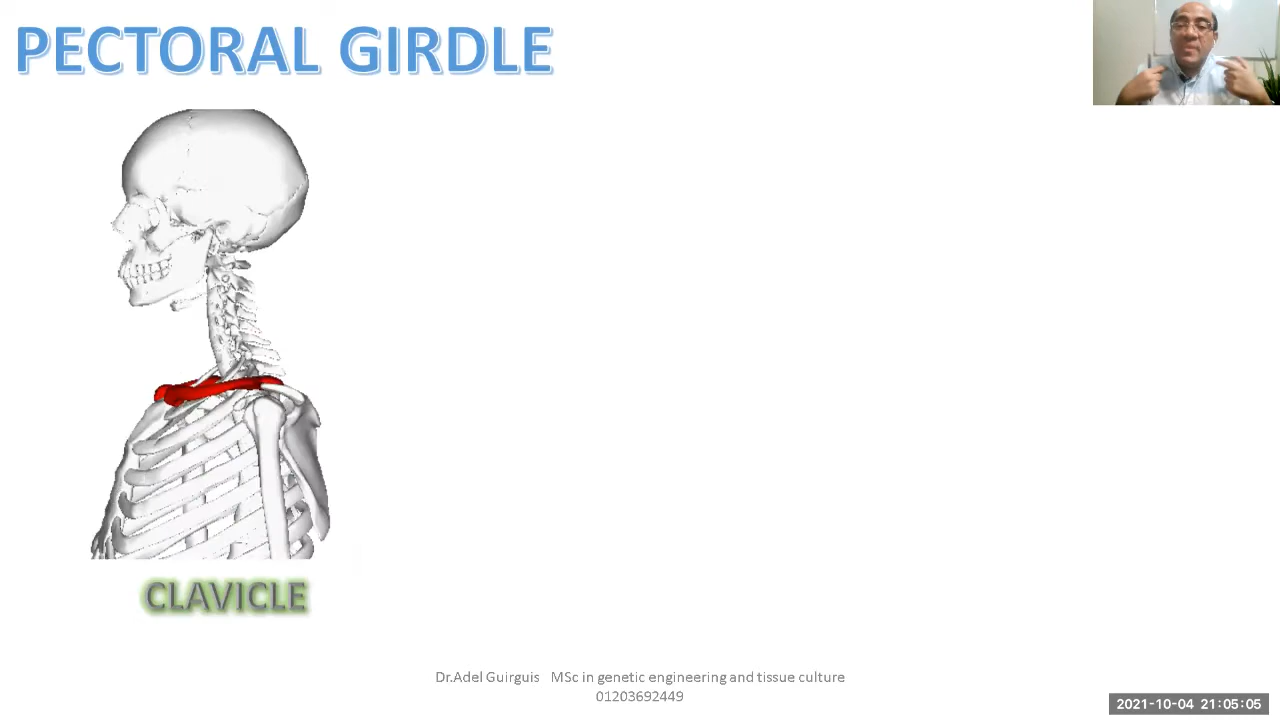 PECTORAL GIRDLE
CLAVICLE
Dr.Adel Guirguis MSc in genetic engineering and tissue culture
01203692449
2021-10-04 21:05:05